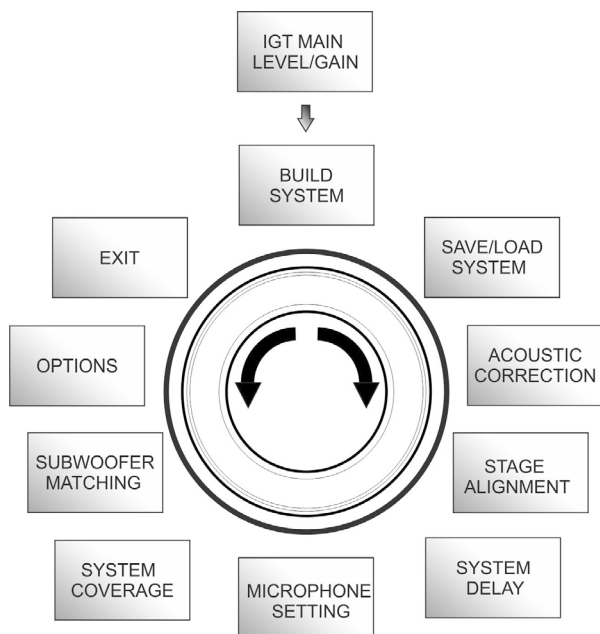 IGT MAIN
LEVEL/GAIN
BUILD
SYSTEM
EXIT
SAVE/LOAD
SYSTEM
OPTIONS
ACOUSTIC
CORRECTION
SUBWOOFER
MATCHING
STAGE
ALIGNMENT
SYSTEM
COVERAGE
MICROPHONE
SETTING
SYSTEM
DELAY